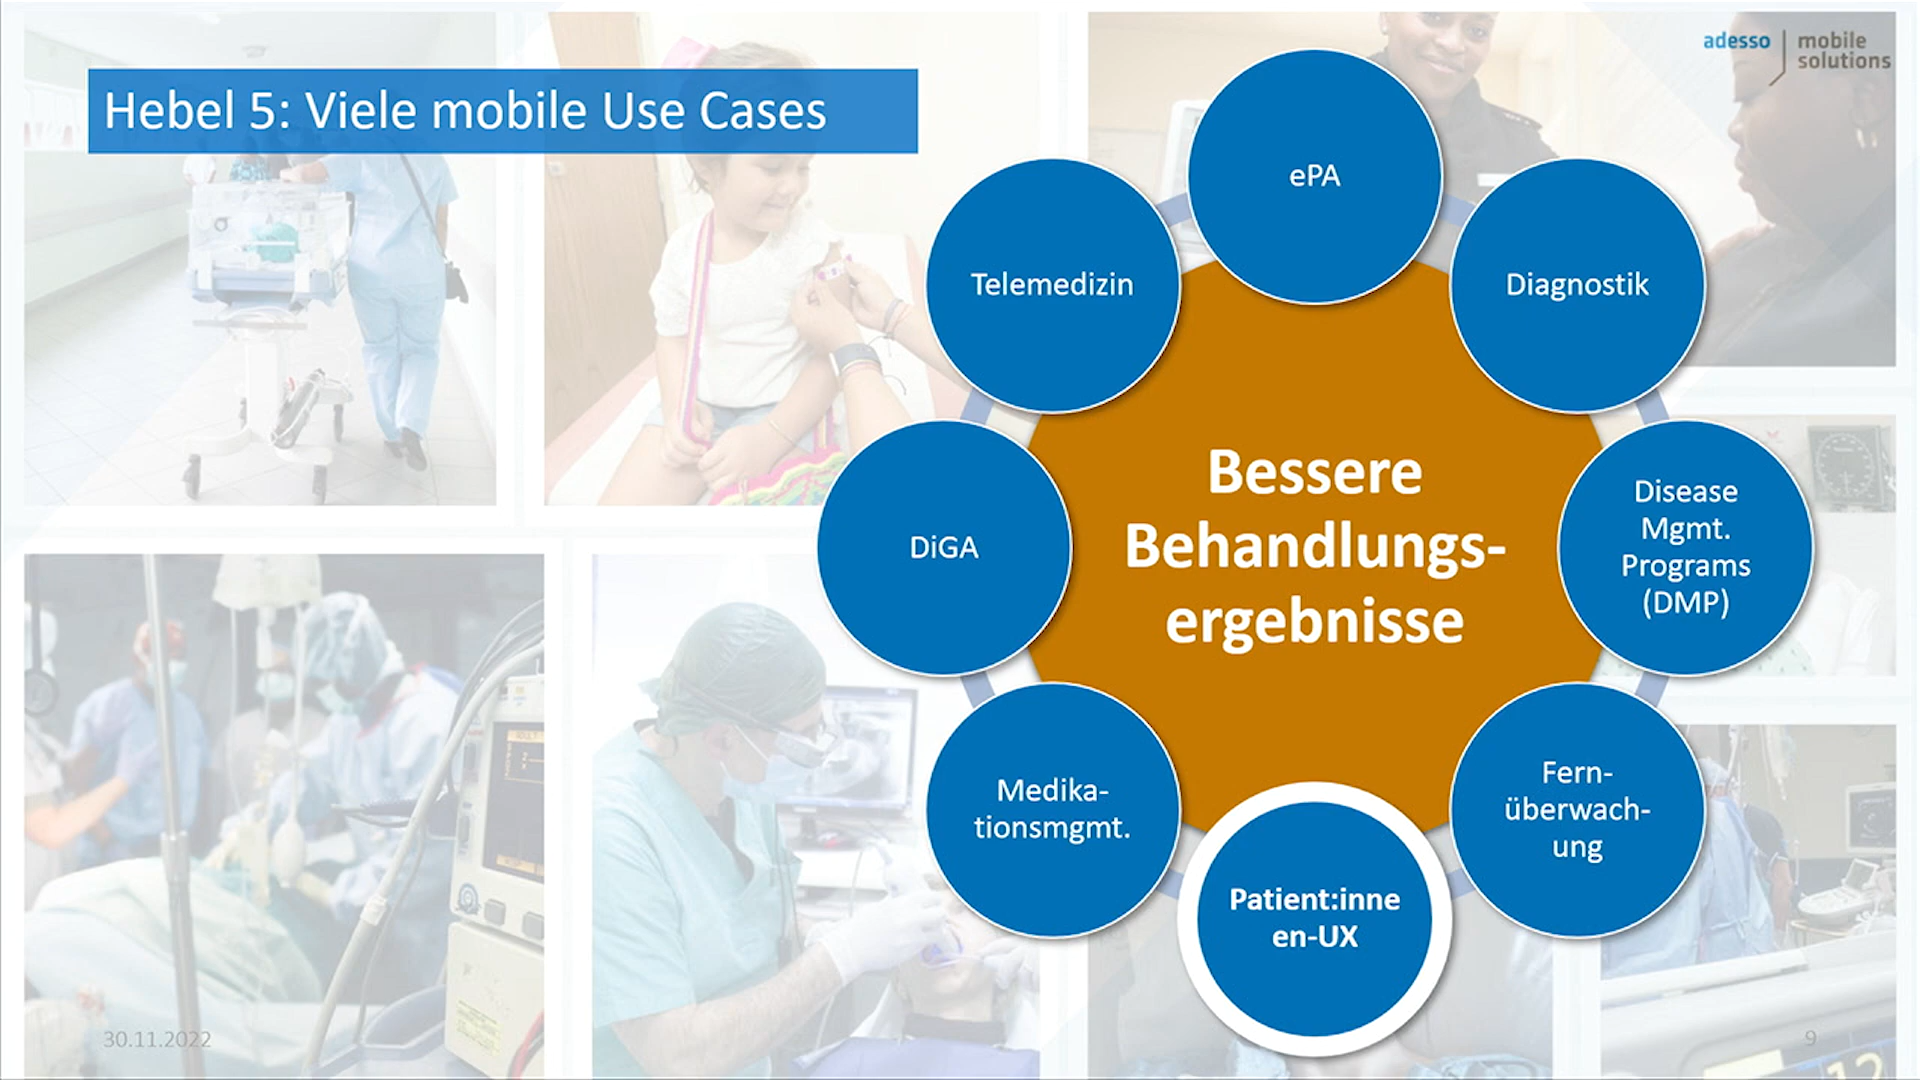 Hebel 5: Viele mobile Use Cases
adesso
mobile
solutions
ePA
Diagnostik
Disease
Mgmt.
Programs
(DMP)
Fern-
überwach-
ung
Patient:inne
en-UX
Medika-
tionsmgmt.
DiGA
Telemedizin
Bessere
Behandlungs-
ergebnisse
30.11.2022
9
12